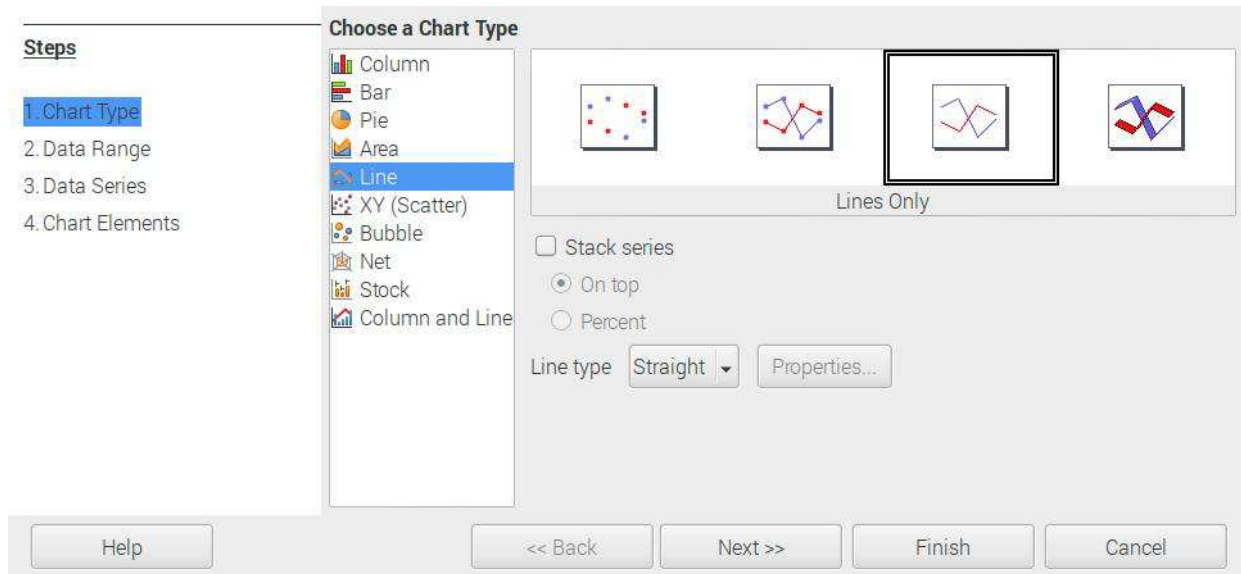 Steps
1. Chart Type
2. Data Range
3. Data Series
4. Chart Elements
Choose a Chart Type
Column
Bar
Pie
Area
Line
XY (Scatter)
Bubble
Net
Stock
Column and Line
Lines Only
Stack series
On top
Percent
Line type Straight Properties...
Help << Back Next >> Finish Cancel